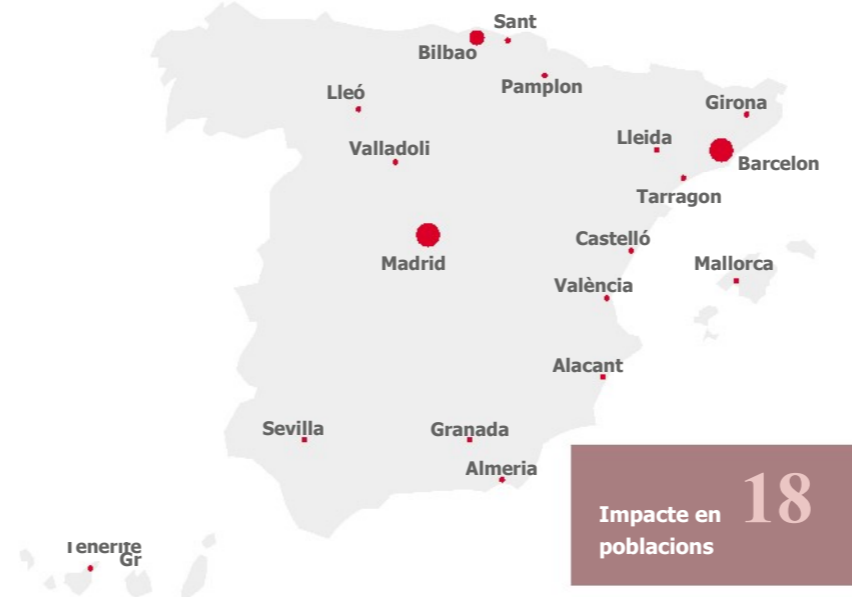 Sant
Bilbao
Pamplon
Lleó
Girona
Lleida
Valladoli
Barcelon
Tarragon
Castelló
Madrid
Mallorca
València
Alacant
Sevilla
Granada
Almeria
Impacte en 18
poblacions
Tenerife
Gr